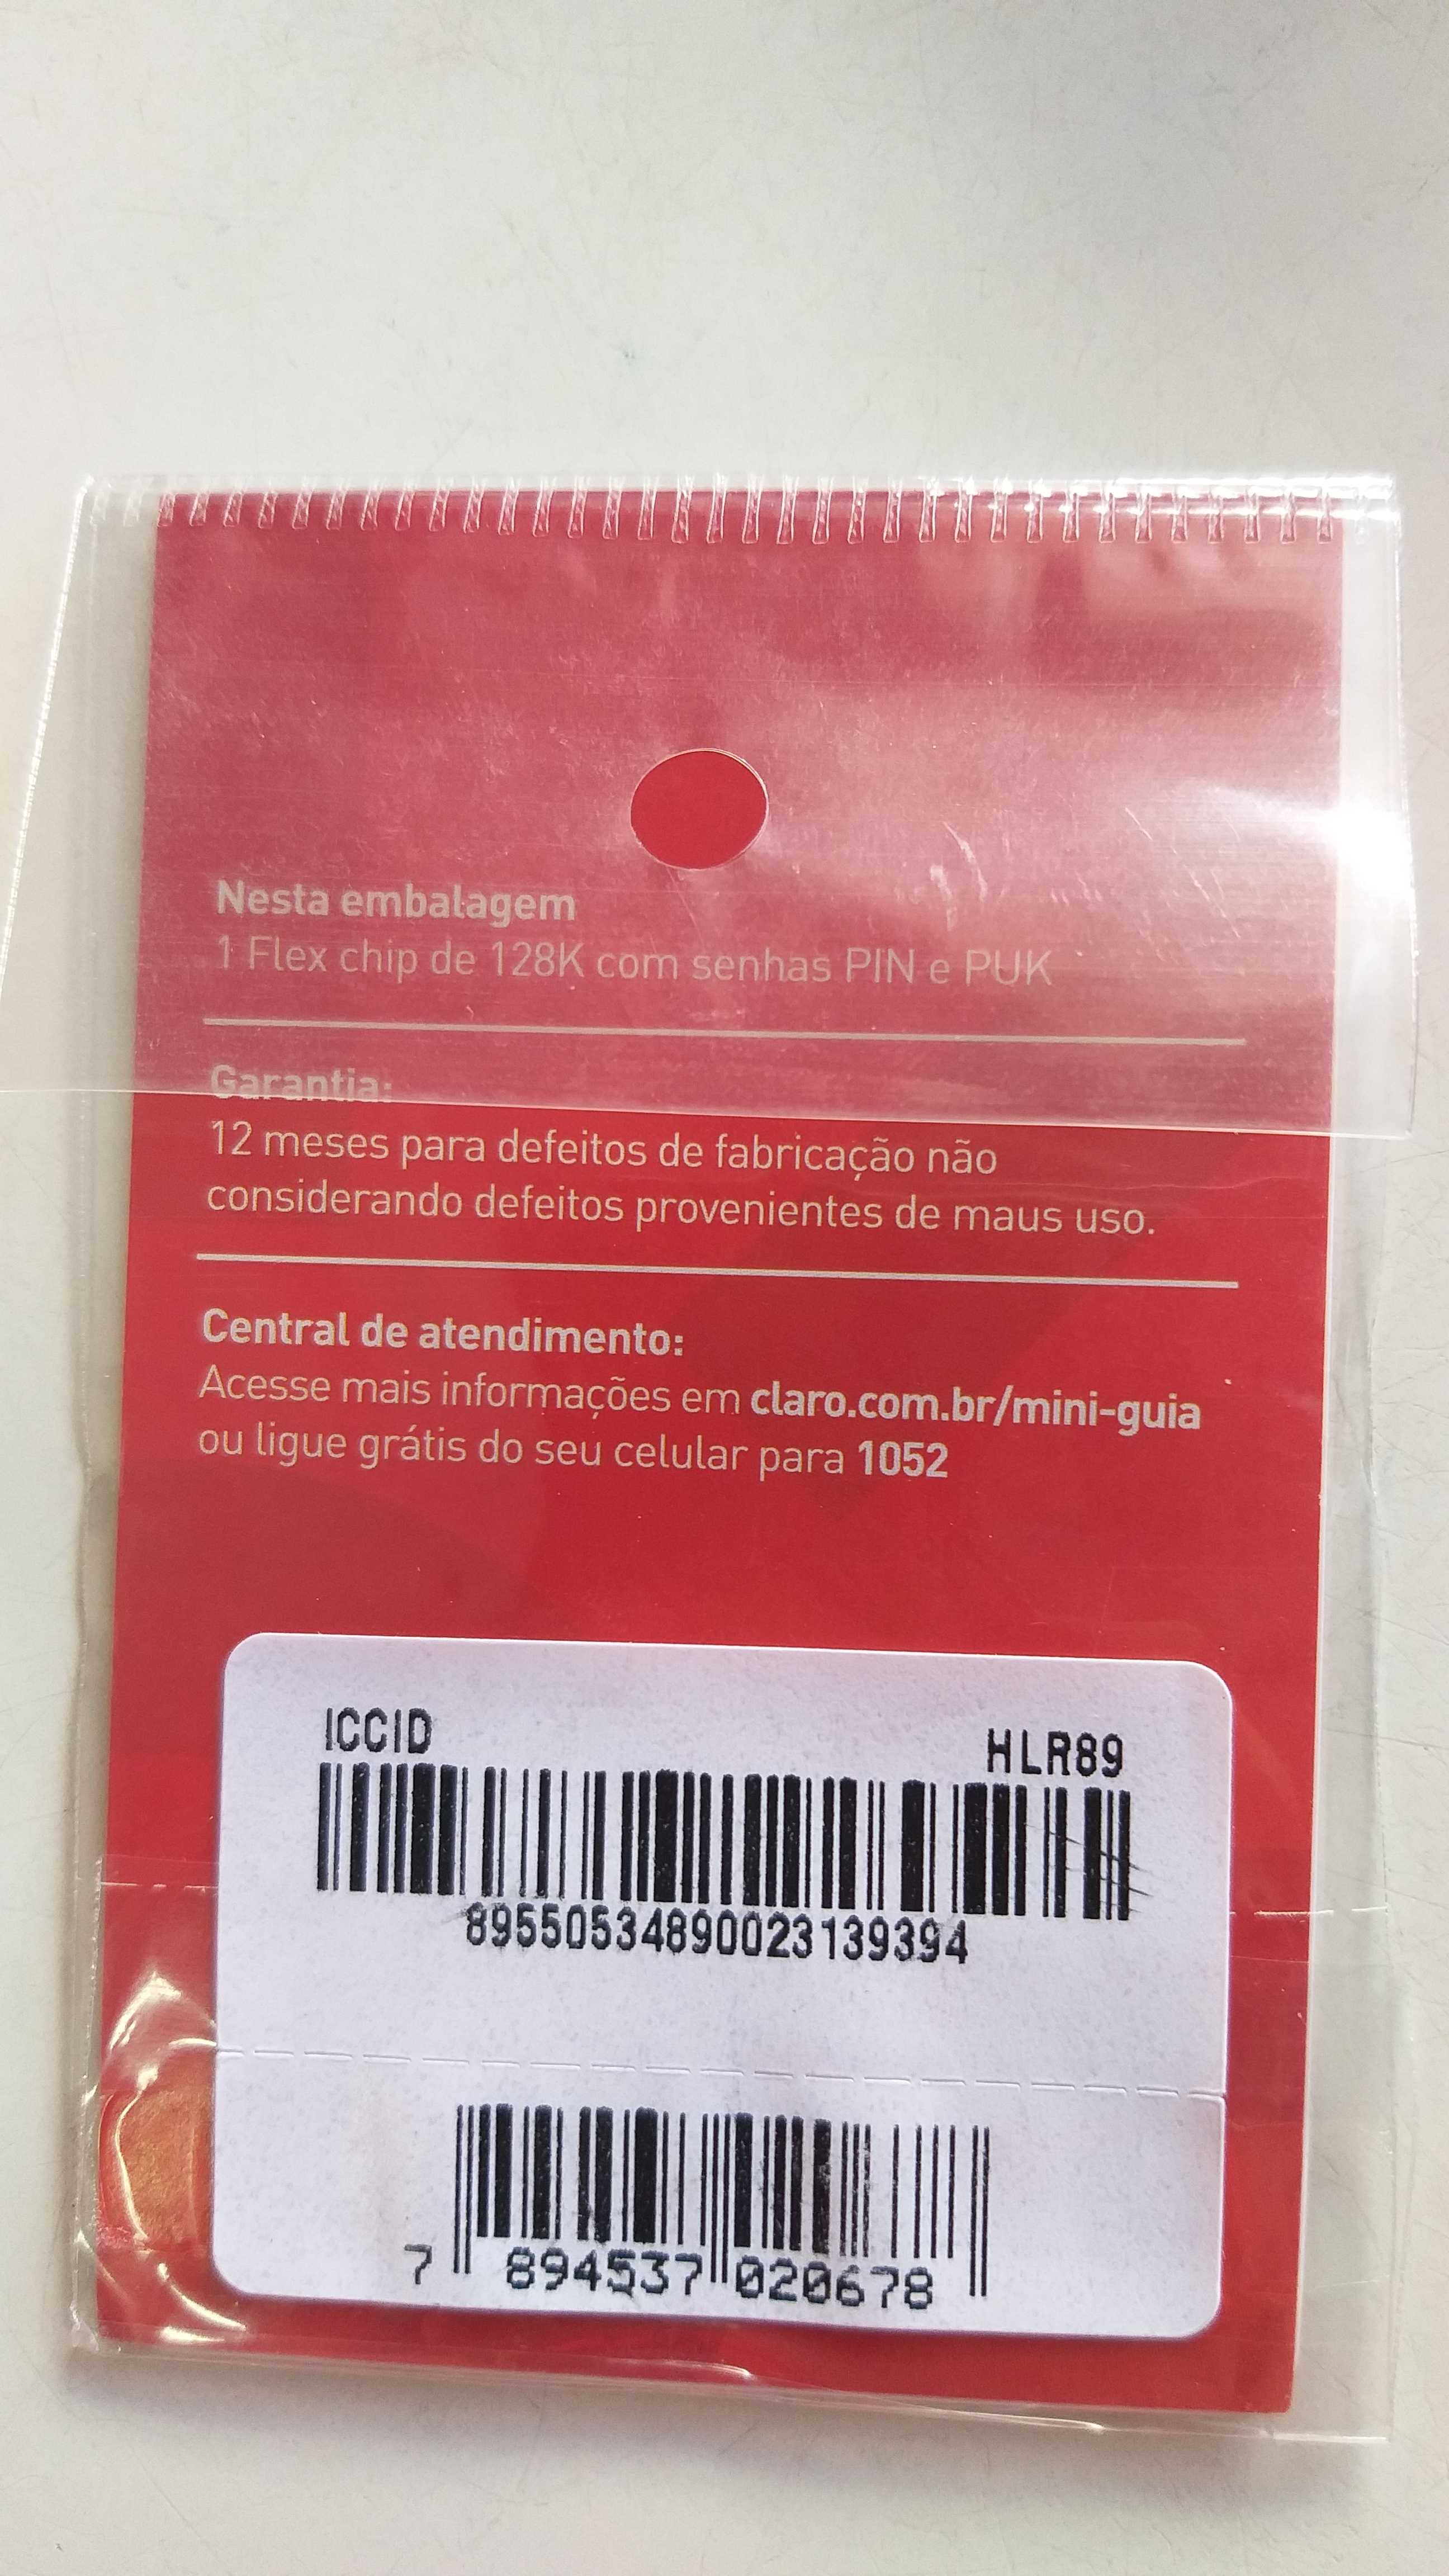 Nesta embalagem
1 Flex chip de 128K com senhas PIN e PUK
Garantia:
12 meses para defeitos de fabricação não
considerando defeitos provenientes de maus uso.
Central de atendimento:
Acesse mais informações em claro.com.br/mini-guia
ou ligue grátis do seu celular para 1052
ICCID
HLR89
89550534890023139394
7 894537 020678